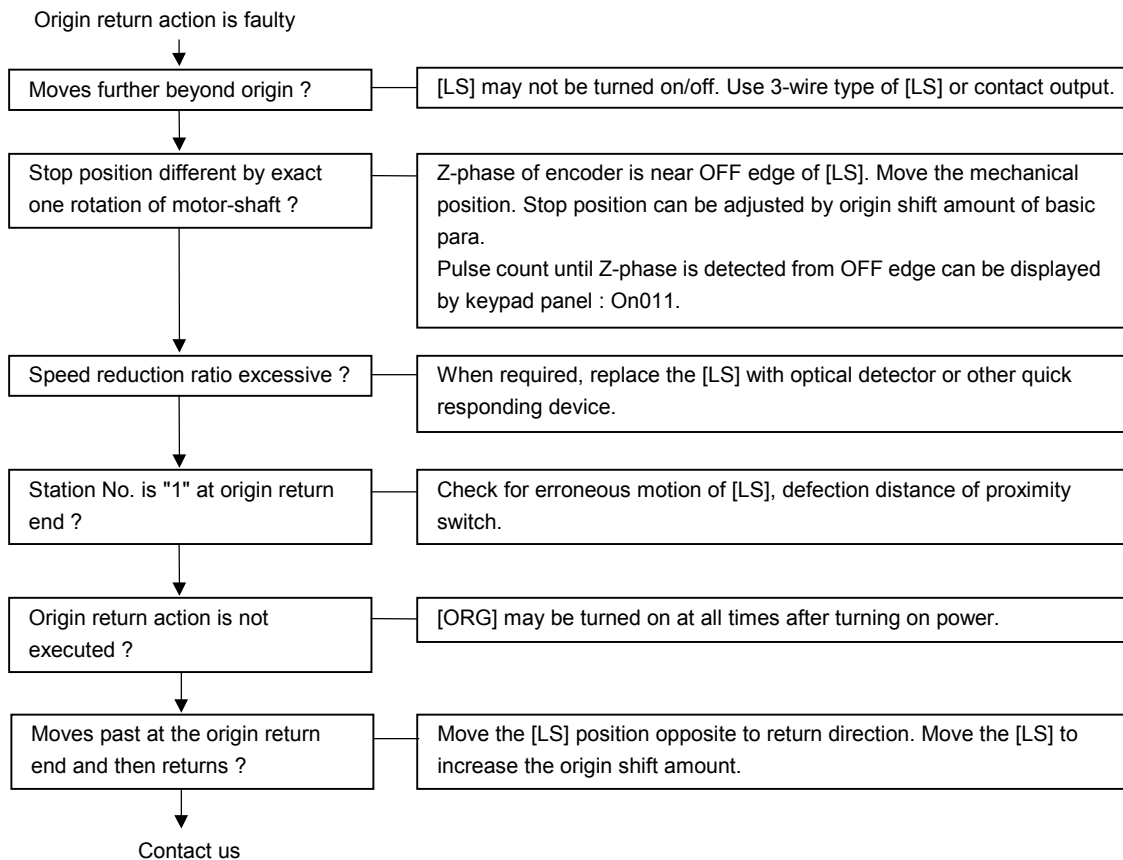 Origin return action is faulty
Moves further beyond origin ?
[LS] may not be turned on/off. Use 3-wire type of [LS] or contact output.
Stop position different by exact
one rotation of motor-shaft ?
Z-phase of encoder is near OFF edge of [LS]. Move the mechanical
position. Stop position can be adjusted by origin shift amount of basic
para.
Pulse count until Z-phase is detected from OFF edge can be displayed
by keypad panel : On011.
Speed reduction ratio excessive ?
When required, replace the [LS] with optical detector or other quick
responding device.
Station No. is "1" at origin return
end ?
Check for erroneous motion of [LS], defection distance of proximity
switch.
Origin return action is not
executed ?
[ORG] may be turned on at all times after turning on power.
Moves past at the origin return
end and then returns ?
Move the [LS] position opposite to return direction. Move the [LS] to
increase the origin shift amount.
Contact us